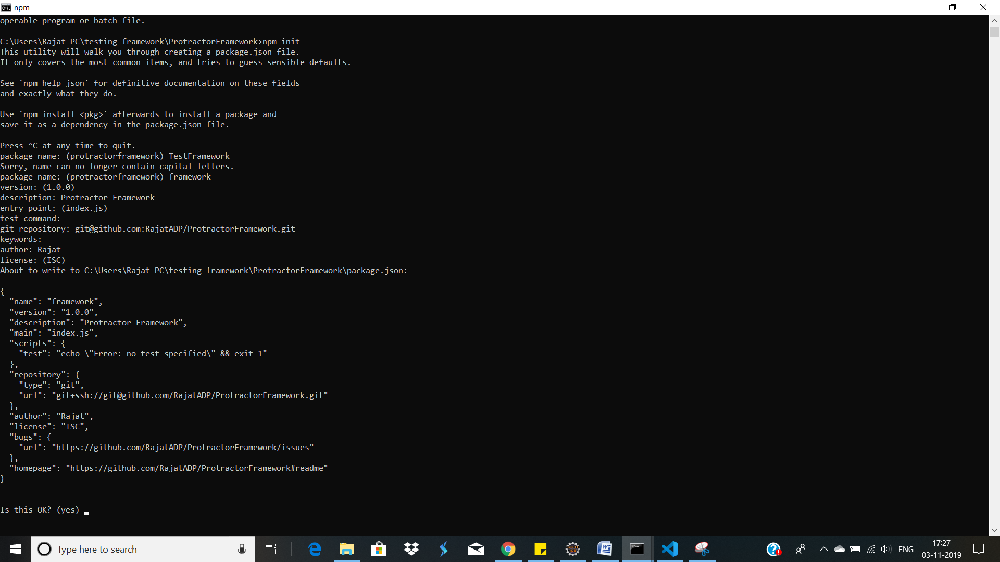 npm
operable program or batch file.
C:\Users\Rajat-PC\testing-framework\ProtractorFramework>npm init
This utility will walk you through creating a package.json file.
It only covers the most common items, and tries to guess sensible defaults.
See `npm help json` for definitive documentation on these fields
and exactly what they do.
Use `npm install <pkg>` afterwards to install a package and
save it as a dependency in the package.json file.
Press ^C at any time to quit.
package name: (protractorframework) TestFramework
Sorry, name can no longer contain capital letters.
package name: (protractorframework) framework
version: (1.0.0)
description: Protractor Framework
entry point: (index.js)
test command:
git repository: git@github.com:RajatADP/ProtractorFramework.git
keywords:
author: Rajat
license: (ISC)
About to write to C:\Users\Rajat-PC\testing-framework\ProtractorFramework\package.json:
{
  "name": "framework",
  "version": "1.0.0",
  "description": "Protractor Framework",
  "main": "index.js",
  "scripts": {
    "test": "echo \"Error: no test specified\" && exit 1"
  },
  "repository": {
    "type": "git",
    "url": "git+ssh://git@github.com/RajatADP/ProtractorFramework.git"
  },
  "author": "Rajat",
  "license": "ISC",
  "bugs": {
    "url": "https://github.com/RajatADP/ProtractorFramework/issues"
  },
  "homepage": "https://github.com/RajatADP/ProtractorFramework#readme"
}
Is this OK? (yes)
Type here to search
ENG
17:27
03-11-2019